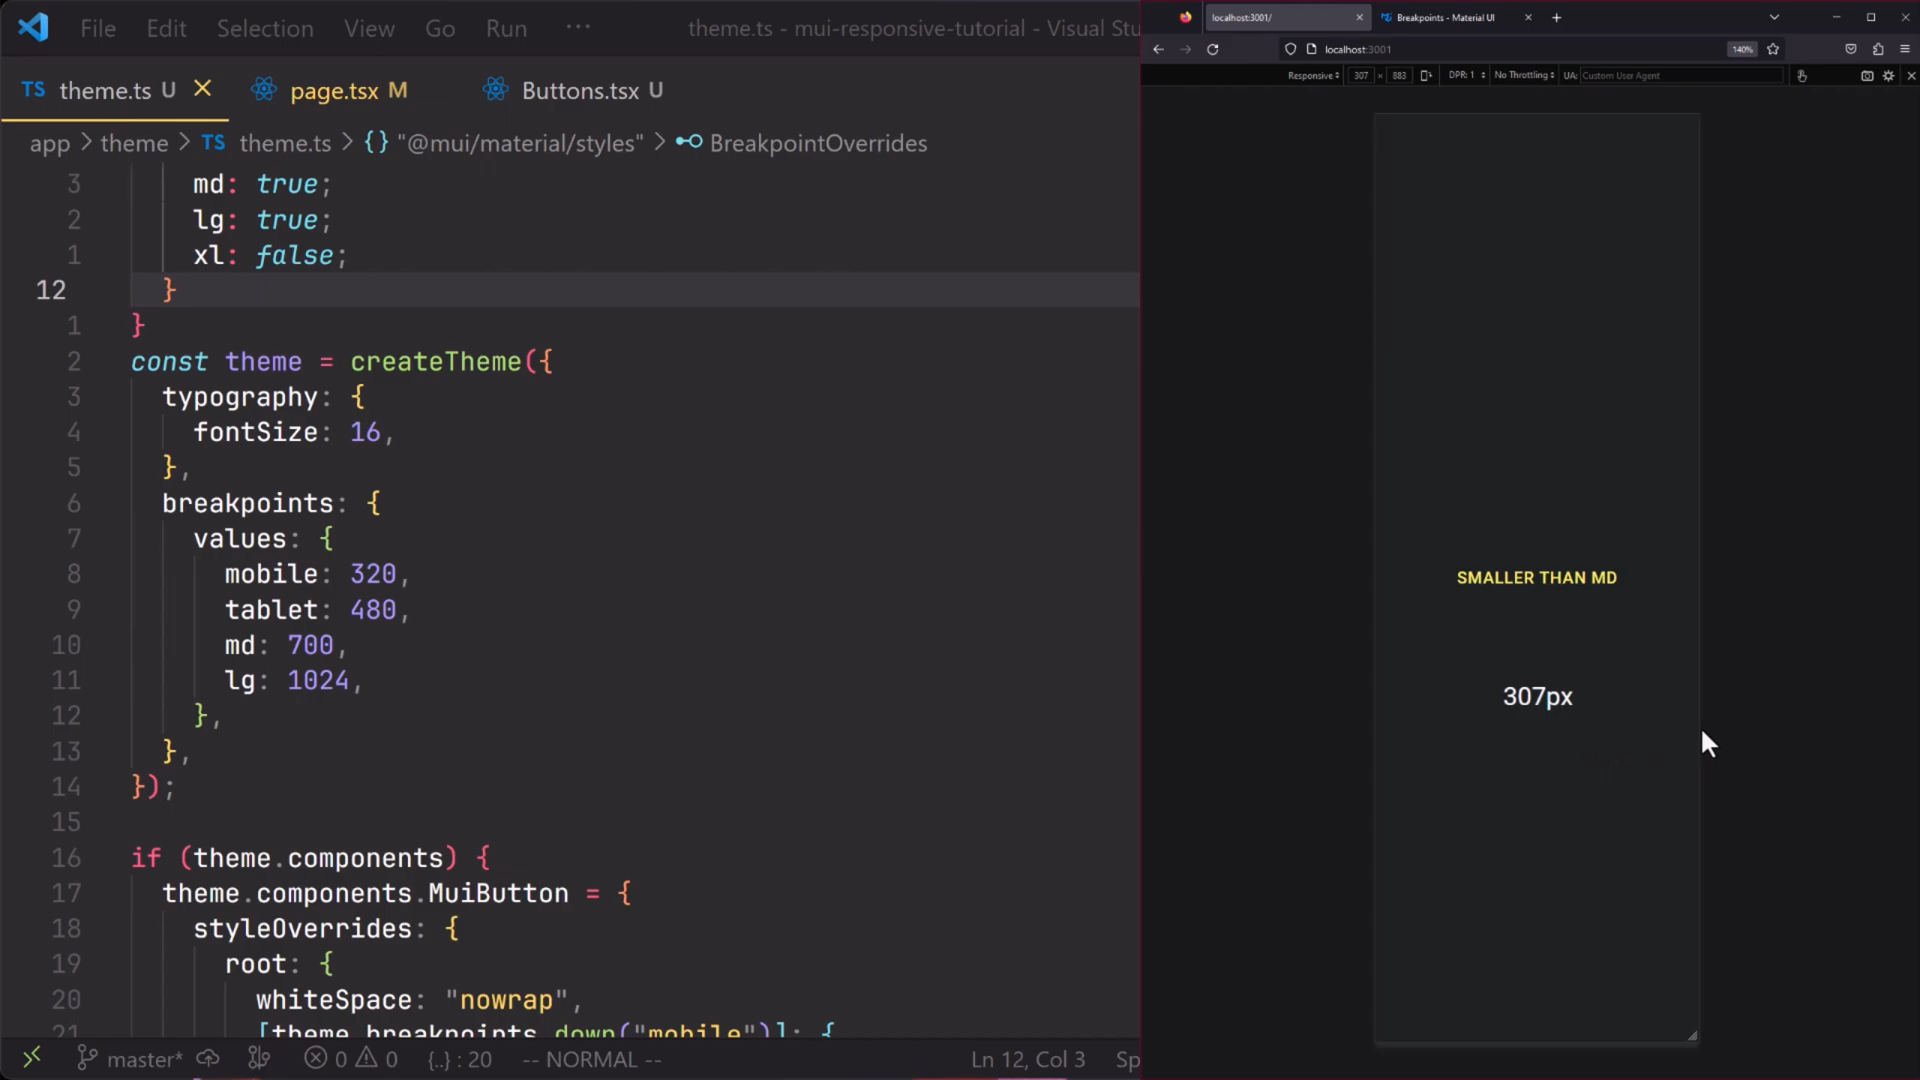 File Edit Selection View Go Run ··· theme.ts - mui-responsive-tutorial - Visual Stu
TS theme.ts U page.tsx M Buttons.tsx U
app > theme > TS theme.ts > {} "@mui/material/styles" > BreakpointOverrides
3 md: true;
2 lg: true;
1 xl: false;
12 }
1 }
2 const theme = createTheme({
3 typography: {
4 fontSize: 16,
5 },
6 breakpoints: {
7 values: {
8 mobile: 320,
9 tablet: 480,
10 md: 700,
11 lg: 1024,
12 },
13 },
14 });
15
16 if (theme.components) {
17 theme.components.MuiButton = {
18 styleOverrides: {
19 root: {
20 whiteSpace: "nowrap",
21 [theme.breakpoints.down("mobile")]: {
master* 0 0 {..} : 20 -- NORMAL -- Ln 12, Col 3 Sp
localhost:3001/ Breakpoints - Material UI
localhost:3001 140%
Responsive 307 × 883 DPR: 1 No Throttling UA: Custom User Agent
SMALLER THAN MD
307px